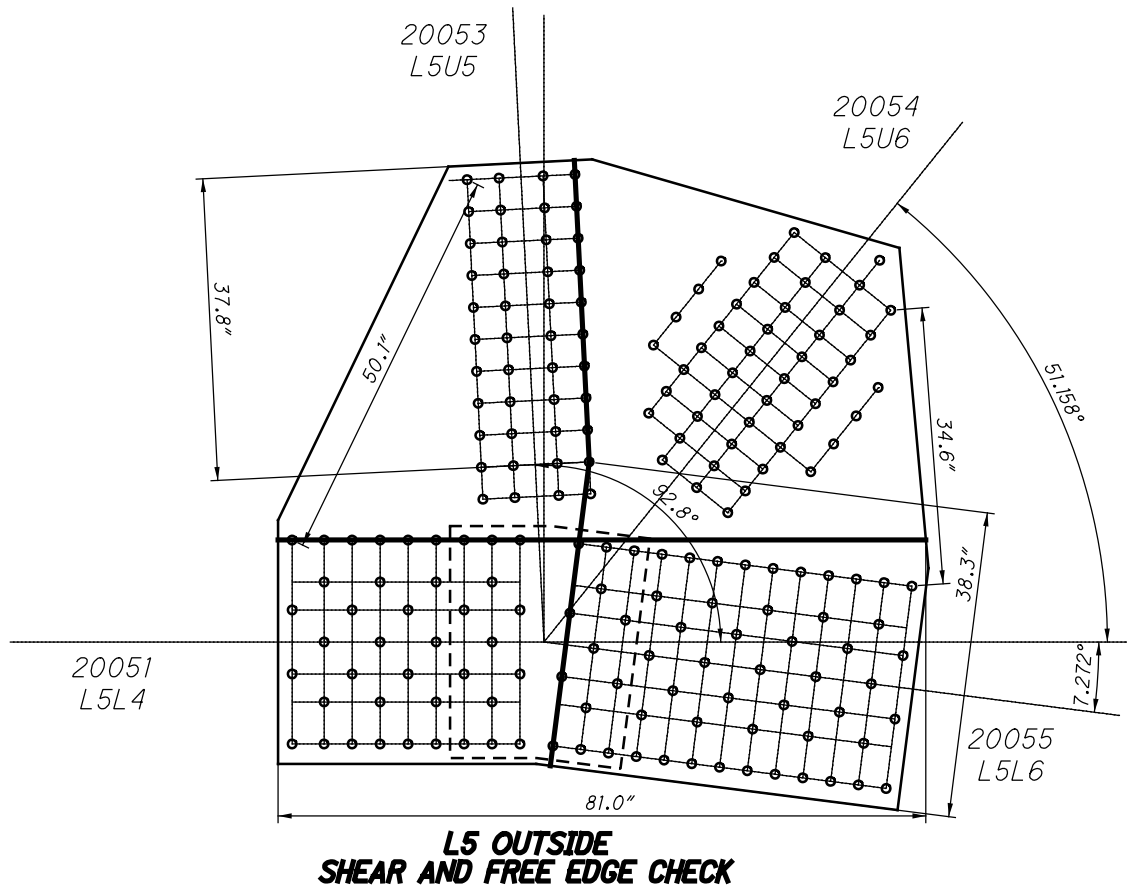 20053
L5U5
20054
L5U6
37.8"
50.1"
51.158°
34.6"
92.8°
38.3"
20051
L5L4
7.272°
20055
L5L6
81.0"
L5 OUTSIDE
SHEAR AND FREE EDGE CHECK